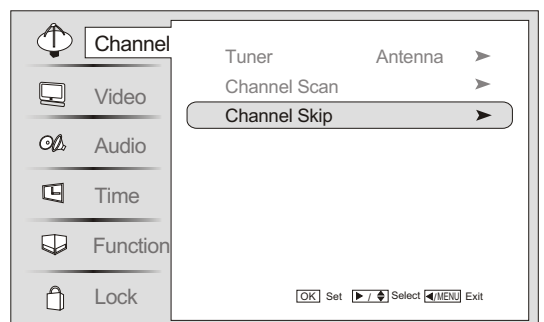 Channel
Video
Audio
Time
Function
Lock
Tuner Antenna ➤
Channel Scan ➤
Channel Skip ➤
OK Set ▶ / ◆ Select ◀/MENU Exit